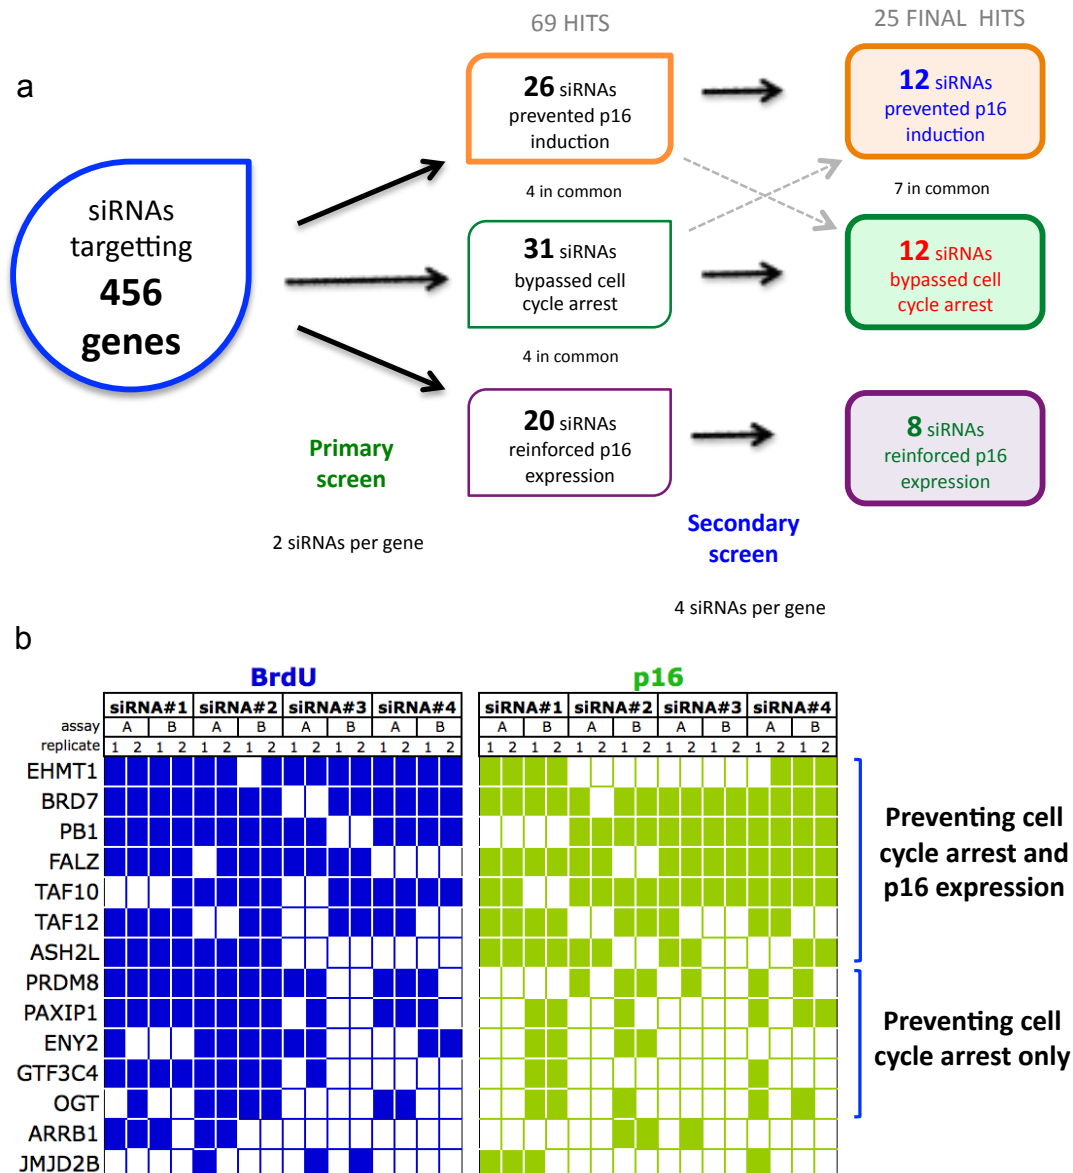 69 HITS
25 FINAL HITS
a
siRNAs
targetting
456
genes
26 siRNAs
prevented p16
induction
12 siRNAs
prevented p16
induction
4 in common
7 in common
31 siRNAs
bypassed cell
cycle arrest
12 siRNAs
bypassed cell
cycle arrest
4 in common
20 siRNAs
reinforced p16
expression
8 siRNAs
reinforced p16
expression
Primary
screen
2 siRNAs per gene
Secondary
screen
4 siRNAs per gene
b
BrdU
p16
siRNA#1 siRNA#2 siRNA#3 siRNA#4 siRNA#1 siRNA#2 siRNA#3 siRNA#4
assay A B A B A B A B A B A B A B A B
replicate 1 2 1 2 1 2 1 2 1 2 1 2 1 2 1 2 1 2 1 2 1 2 1 2 1 2 1 2 1 2 1 2
EHMT1
BRD7
PB1
FALZ
TAF10
TAF12
ASH2L
PRDM8
PAXIP1
ENY2
GTF3C4
OGT
ARRB1
JMJD2B
Preventing cell
cycle arrest and
p16 expression
Preventing cell
cycle arrest only